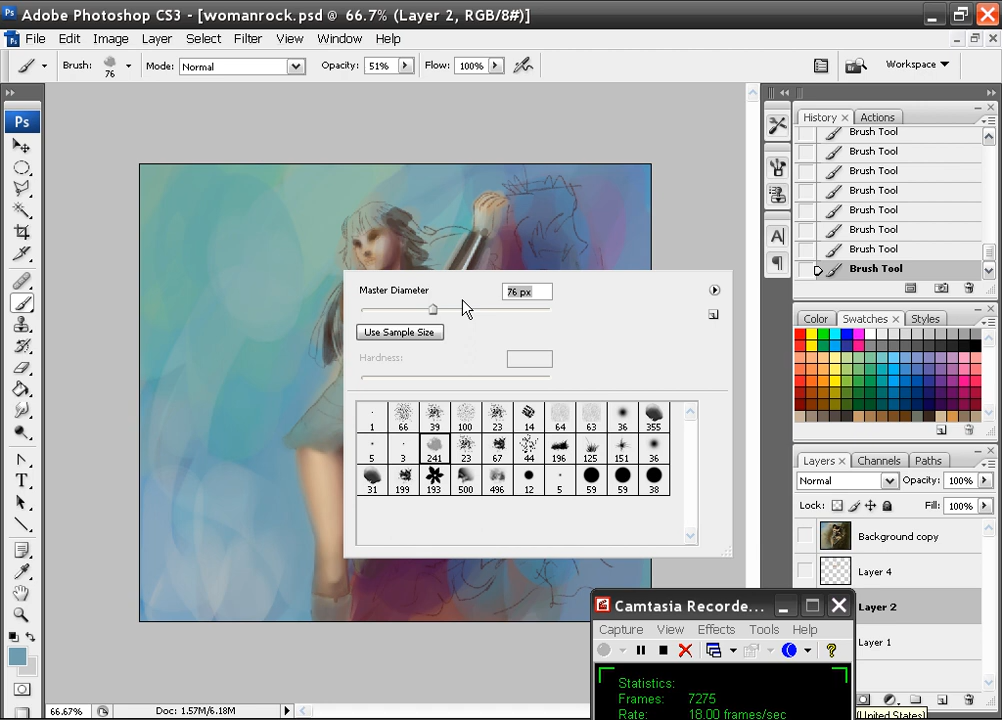 Adobe Photoshop CS3 - [womanrock.psd @ 66.7% (Layer 2, RGB/8#)]
File Edit Image Layer Select Filter View Window Help
Brush: 76 Mode: Normal Opacity: 51% Flow: 100% Workspace
Ps
History Actions
Brush Tool
Brush Tool
Brush Tool
Brush Tool
Brush Tool
Brush Tool
Brush Tool
Brush Tool
Master Diameter 76 px
Use Sample Size
Hardness:
1 66 39 100 23 14 64 63 36 355
5 3 241 23 67 44 196 125 151 36
31 199 193 500 496 12 5 59 59 38
Color Swatches Styles
Layers Channels Paths
Normal Opacity: 100%
Lock: Fill: 100%
Background copy
Layer 4
Layer 2
Layer 1
Camtasia Recorde...
Capture View Effects Tools Help
Statistics:
Frames: 7275
Rate: 18.00 frames/sec
(United States)
66.67% Doc: 1.57M/6.18M